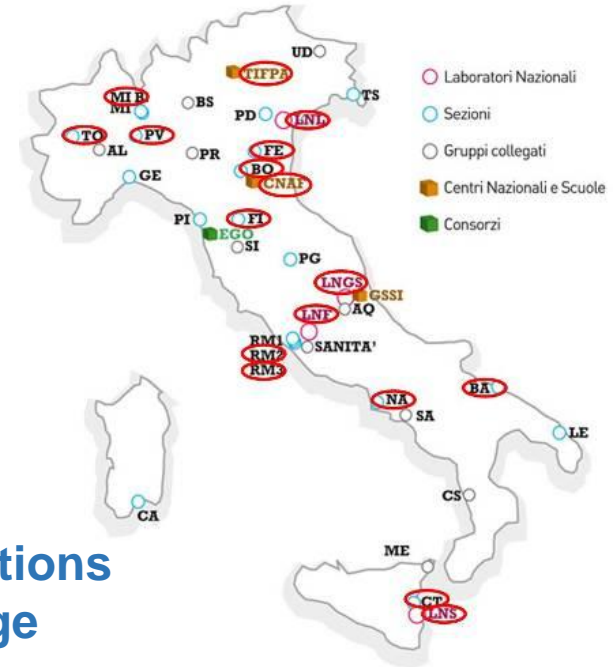 UD
TIFPA
MI B
MI
BS
PD
LNL
TS
TO
PV
AL
PR
FE
BO
CNAF
GE
PI
FI
EGO
SI
PG
LNGS
GSSI
AQ
LNF
RM1
RM2
RM3
SANITA'
NA
SA
BA
LE
CS
CA
ME
CT
LNS
Laboratori Nazionali
Sezioni
Gruppi collegati
Centri Nazionali e Scuole
Consorzi
tions
ge